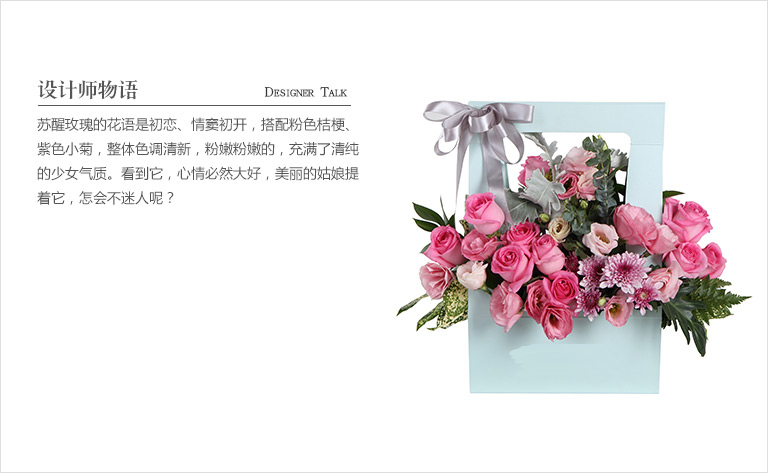 设计师物语
DESIGNER TALK
苏醒玫瑰的花语是初恋、情窦初开，搭配粉色桔梗、
紫色小菊，整体色调清新，粉嫩粉嫩的，充满了清纯
的少女气质。看到它，心情必然大好，美丽的姑娘提
着它，怎会不迷人呢？